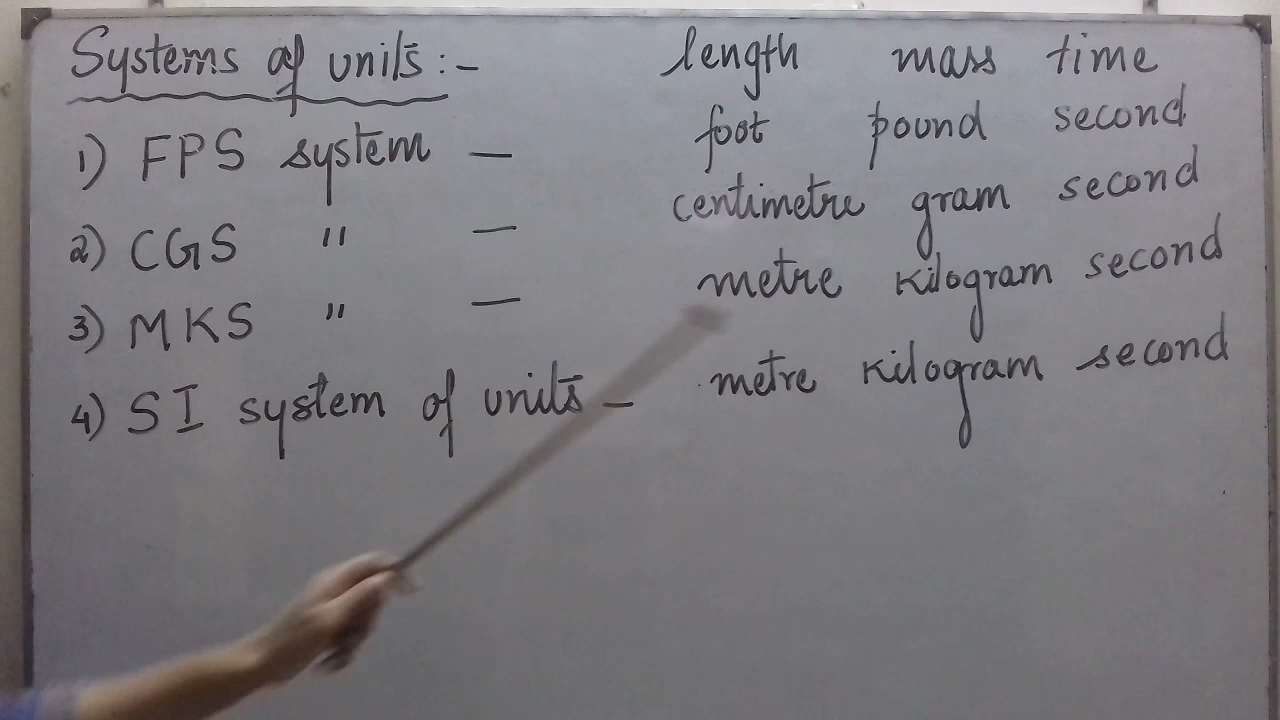 Systems of units :- length mass time
1) FPS system - foot pound second
2) CGS " - centimetre gram second
3) MKS " - metre kilogram second
4) SI system of units - metre kilogram second